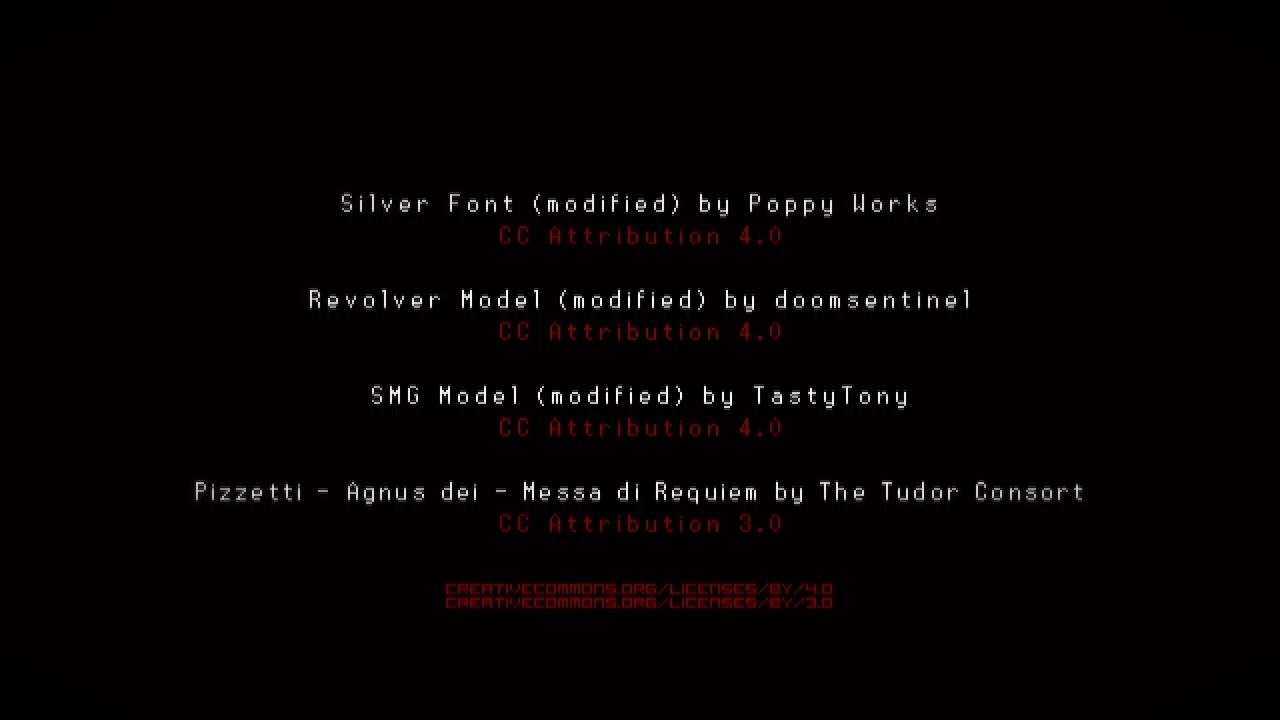 Silver Font (modified) by Poppy Works
CC Attribution 4.0
Revolver Model (modified) by doomsentinel
CC Attribution 4.0
SMG Model (modified) by TastyTony
CC Attribution 4.0
Pizzetti - Agnus dei - Messa di Requiem by The Tudor Consort
CC Attribution 3.0
CREATIVECOMMONS.ORG/LICENSES/BY/4.0
CREATIVECOMMONS.ORG/LICENSES/BY/3.0